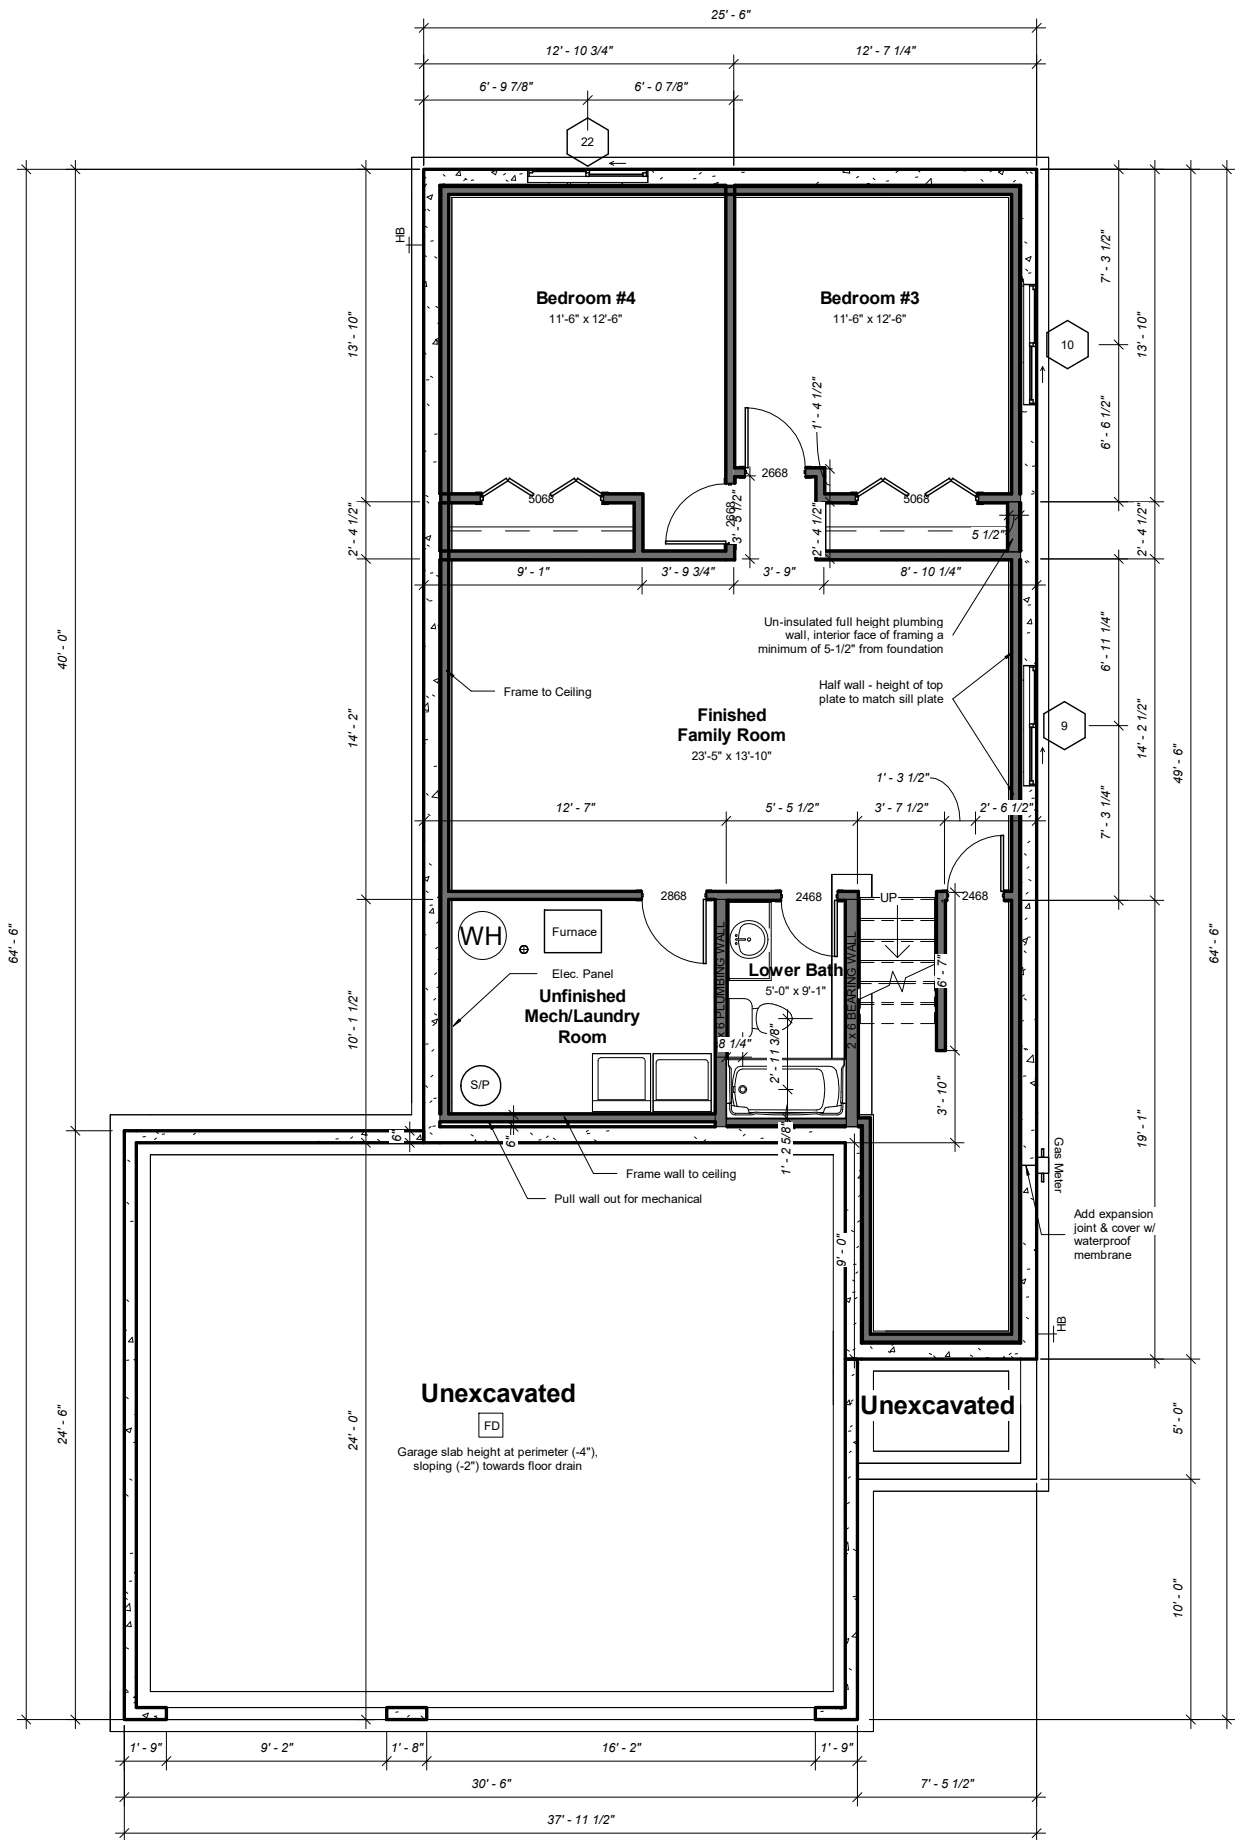 25' - 6"
12' - 10 3/4"
12' - 7 1/4"
6' - 9 7/8"
6' - 0 7/8"
22
HB
7' - 3 1/2"
Bedroom #4
11'-6" x 12'-6"
Bedroom #3
11'-6" x 12'-6"
13' - 10"
10
13' - 10"
1' - 4 1/2"
6' - 6 1/2"
2668
5068
2668
3' - 5 1/2"
5068
2' - 4 1/2"
2' - 4 1/2"
5 1/2"
2' - 4 1/2"
9' - 1"
3' - 9 3/4"
3' - 9"
8' - 10 1/4"
Un-insulated full height plumbing
wall, interior face of framing a
minimum of 5-1/2" from foundation
40' - 0"
6' - 11 1/4"
Frame to Ceiling
Half wall - height of top
plate to match sill plate
Finished
Family Room
23'-5" x 13'-10"
14' - 2"
9
14' - 2 1/2"
49' - 6"
1' - 3 1/2"
12' - 7"
5' - 5 1/2"
3' - 7 1/2"
2' - 6 1/2"
7' - 3 1/4"
2868
2468
UP
2468
64' - 6"
64' - 6"
WH
Furnace
Elec. Panel
Unfinished
Mech/Laundry
Room
Lower Bath
5'-0" x 9'-1"
x 6 PLUMBING WALL
2 x 6 BEARING WALL
6' - 7"
10' - 1 1/2"
8 1/4"
2' - 11 3/8"
S/P
3' - 10"
19' - 1"
6"
6"
1' - 2 5/8"
Gas Meter
Frame wall to ceiling
Pull wall out for mechanical
Add expansion
joint & cover w/
waterproof
membrane
9' - 0"
HB
Unexcavated
FD
Garage slab height at perimeter (-4"),
sloping (-2") towards floor drain
Unexcavated
24' - 6"
24' - 0"
5' - 0"
10' - 0"
1' - 9"
9' - 2"
1' - 8"
16' - 2"
1' - 9"
30' - 6"
7' - 5 1/2"
37' - 11 1/2"